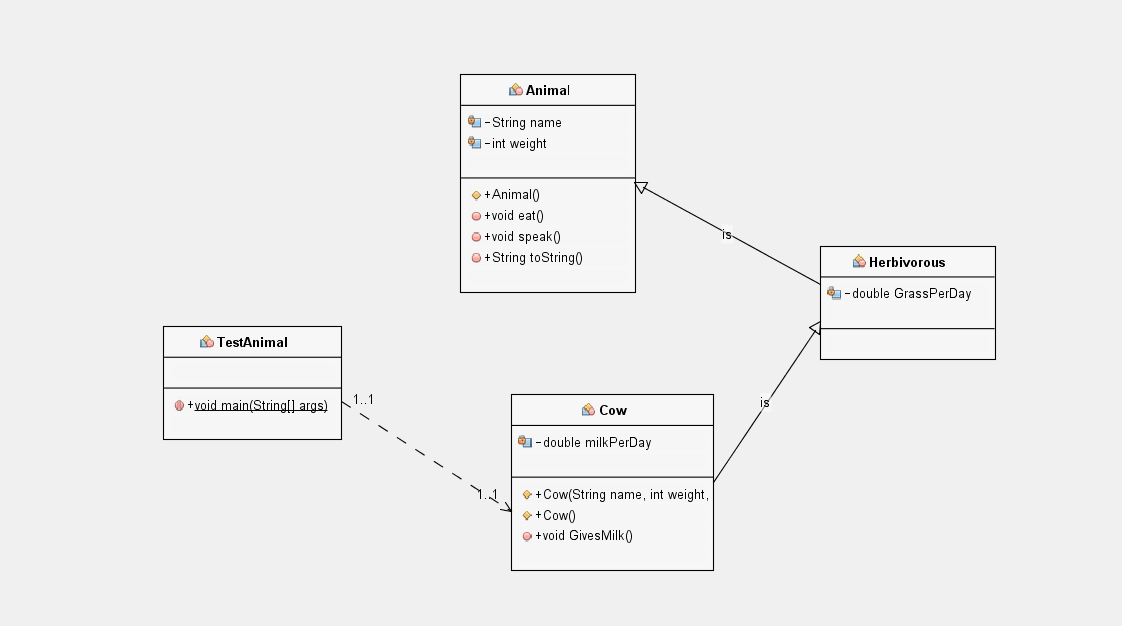 Animal
-String name
-int weight
+Animal()
+void eat()
+void speak()
+String toString()
is
Herbivorous
-double GrassPerDay
TestAnimal
+void main(String[] args)
1..1
1..1
is
Cow
-double milkPerDay
+Cow(String name, int weight,
+Cow()
+void GivesMilk()